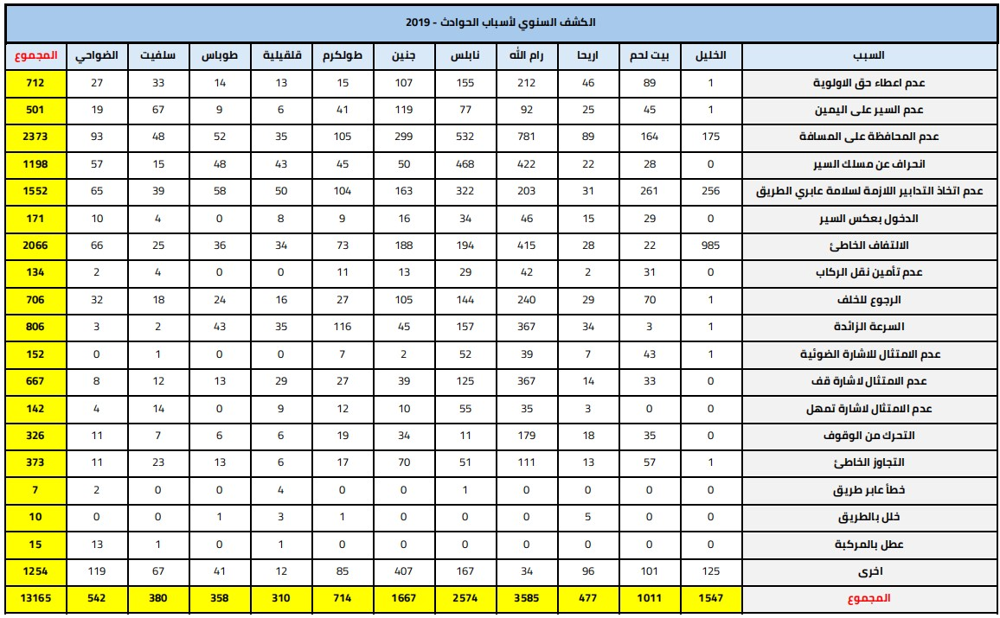 الكشف السنوي لأسباب الحوادث - 2019
السبب الخليل بيت لحم اريحا رام الله نابلس جنين طولكرم قلقيلية طوباس سلفيت الضواحي المجموع
عدم اعطاء حق الاولوية 1 89 46 212 155 107 15 13 14 33 27 712
عدم السير على اليمين 1 45 25 92 77 119 41 6 9 67 19 501
عدم المحافظة على المسافة 175 164 89 781 532 299 105 35 52 48 93 2373
انحراف عن مسلك السير 0 28 22 422 468 50 45 43 48 15 57 1198
عدم اتخاذ التدابير اللازمة لسلامة عابري الطريق 256 261 31 203 322 163 104 50 58 39 65 1552
الدخول بعكس السير 0 29 15 46 34 16 9 8 0 4 10 171
الالتفاف الخاطئ 985 22 28 415 194 188 73 34 36 25 66 2066
عدم تأمين نقل الركاب 0 31 2 42 29 13 11 0 0 4 2 134
الرجوع للخلف 1 70 29 240 144 105 27 16 24 18 32 706
السرعة الزائدة 1 3 34 367 157 45 116 35 43 2 3 806
عدم الامتثال للاشارة الضوئية 1 43 7 39 52 2 7 0 0 1 0 152
عدم الامتثال لاشارة قف 0 33 14 367 125 39 27 29 13 12 8 667
عدم الامتثال لاشارة تمهل 0 0 3 35 55 10 12 9 0 14 4 142
التحرك من الوقوف 0 35 18 179 11 34 19 6 6 7 11 326
التجاوز الخاطئ 1 57 13 111 51 70 17 6 13 23 11 373
خطأ عابر طريق 0 0 0 0 1 0 0 4 0 0 2 7
خلل بالطريق 0 0 5 0 0 0 1 3 1 0 0 10
عطل بالمركبة 0 0 0 0 0 0 0 1 0 1 13 15
اخرى 125 101 96 34 167 407 85 12 41 67 119 1254
المجموع 1547 1011 477 3585 2574 1667 714 310 358 380 542 13165